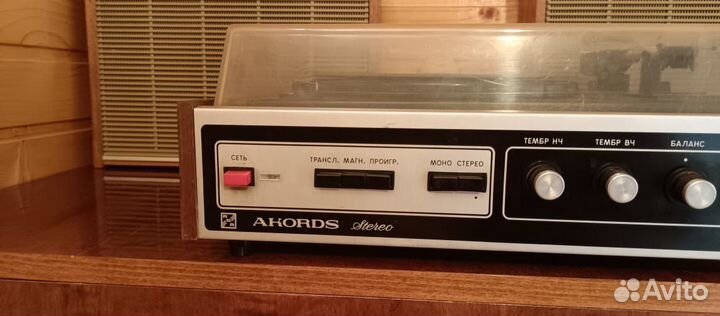 СЕТЬ
ТРАНСЛ. МАГН. ПРОИГР.
МОНО СТЕРЕО
ТЕМБР НЧ
ТЕМБР ВЧ
БАЛАНС
AKORDS Stereo
Avito